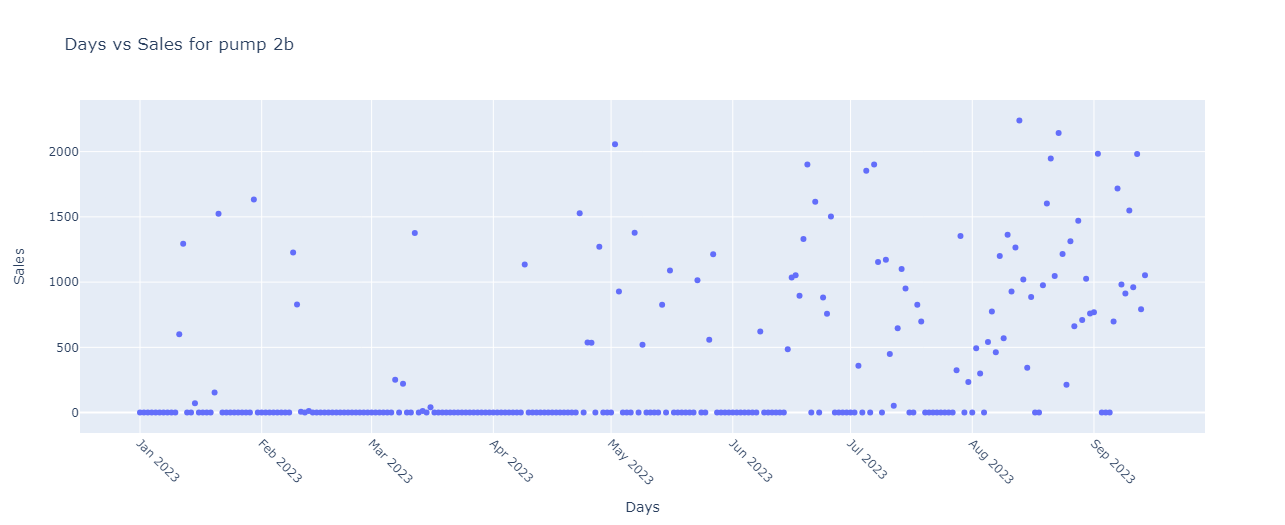 Days vs Sales for pump 2b
2000
1500
1000
500
0
Sales
Jan 2023
Feb 2023
Mar 2023
Apr 2023
May 2023
Jun 2023
Jul 2023
Aug 2023
Sep 2023
Days